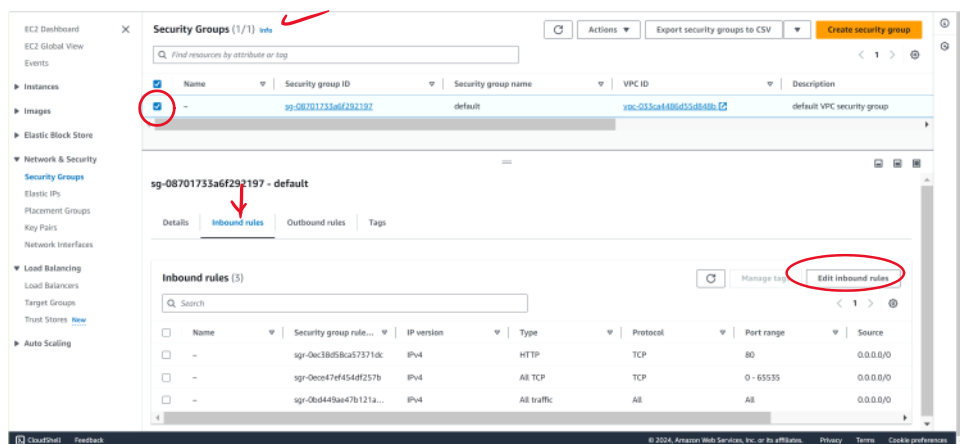 EC2 Dashboard
EC2 Global View
Events
Instances
Images
Elastic Block Store
Network & Security
Security Groups
Elastic IPs
Placement Groups
Key Pairs
Network Interfaces
Load Balancing
Load Balancers
Target Groups
Trust Stores New
Auto Scaling
Security Groups (1/1) Info
Actions Export security groups to CSV Create security group
Find resources by attribute or tag
1
Name Security group ID Security group name VPC ID Description
– sg-08701733a6f292197 default vpc-033ca4486d55d848b default VPC security group
sg-08701733a6f292197 - default
Details Inbound rules Outbound rules Tags
Inbound rules (3)
Manage tag Edit inbound rules
Search
1
Name Security group rule... IP version Type Protocol Port range Source
– sgr-0ec38d58ca57371dc IPv4 HTTP TCP 80 0.0.0.0/0
– sgr-0ece47ef454df257b IPv4 All TCP TCP 0 - 65535 0.0.0.0/0
– sgr-0bd449ae47b121a... IPv4 All traffic All All 0.0.0.0/0
CloudShell Feedback © 2024, Amazon Web Services, Inc. or its affiliates. Privacy Terms Cookie preferences